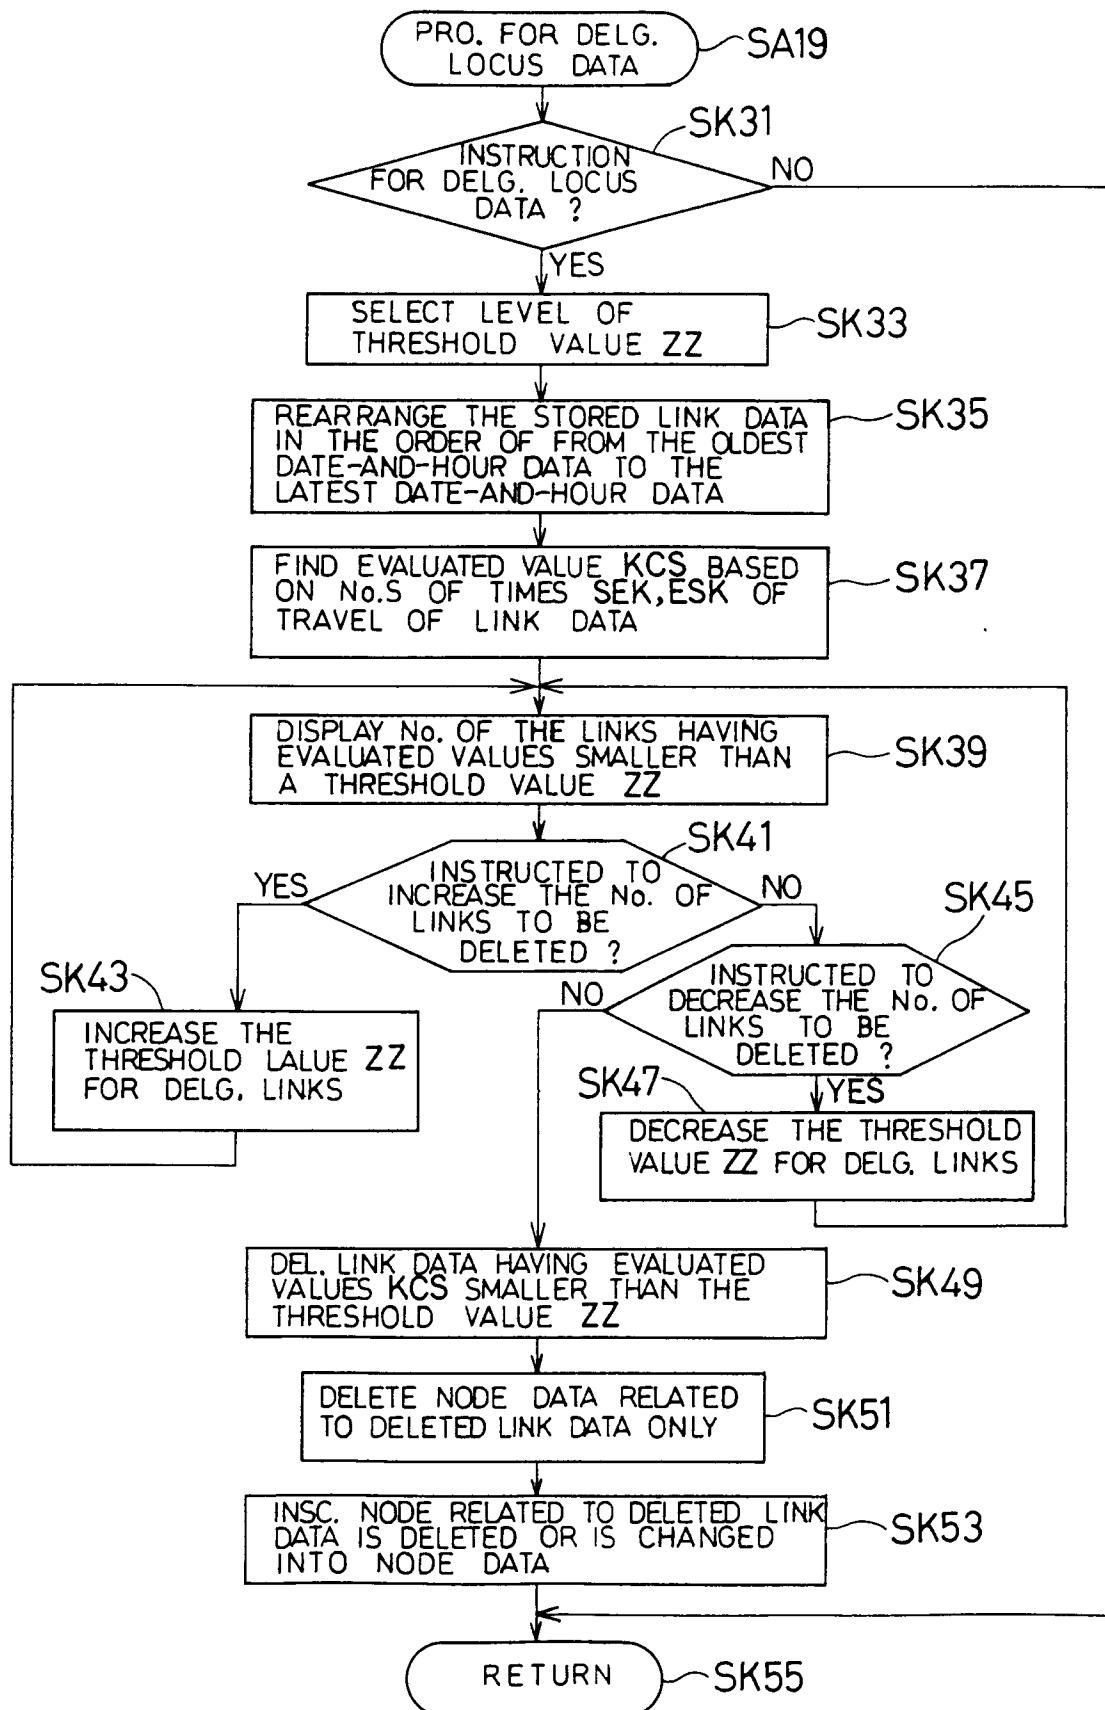 PRO. FOR DELG.
LOCUS DATA
SA19
SK31
INSTRUCTION
FOR DELG. LOCUS
DATA ?
NO
YES
SELECT LEVEL OF
THRESHOLD VALUE ZZ
SK33
REARRANGE THE STORED LINK DATA
IN THE ORDER OF FROM THE OLDEST
DATE-AND-HOUR DATA TO THE
LATEST DATE-AND-HOUR DATA
SK35
FIND EVALUATED VALUE KCS BASED
ON No.S OF TIMES SEK,ESK OF
TRAVEL OF LINK DATA
SK37
DISPLAY No. OF THE LINKS HAVING
EVALUATED VALUES SMALLER THAN
A THRESHOLD VALUE ZZ
SK39
SK41
INSTRUCTED TO
INCREASE THE No. OF
LINKS TO BE
DELETED ?
YES
NO
SK43
INCREASE THE
THRESHOLD LALUE ZZ
FOR DELG. LINKS
SK45
INSTRUCTED TO
DECREASE THE No. OF
LINKS TO BE
DELETED ?
NO
YES
SK47
DECREASE THE THRESHOLD
VALUE ZZ FOR DELG. LINKS
DEL. LINK DATA HAVING EVALUATED
VALUES KCS SMALLER THAN THE
THRESHOLD VALUE ZZ
SK49
DELETE NODE DATA RELATED
TO DELETED LINK DATA ONLY
SK51
INSC. NODE RELATED TO DELETED LINK
DATA IS DELETED OR IS CHANGED
INTO NODE DATA
SK53
RETURN
SK55